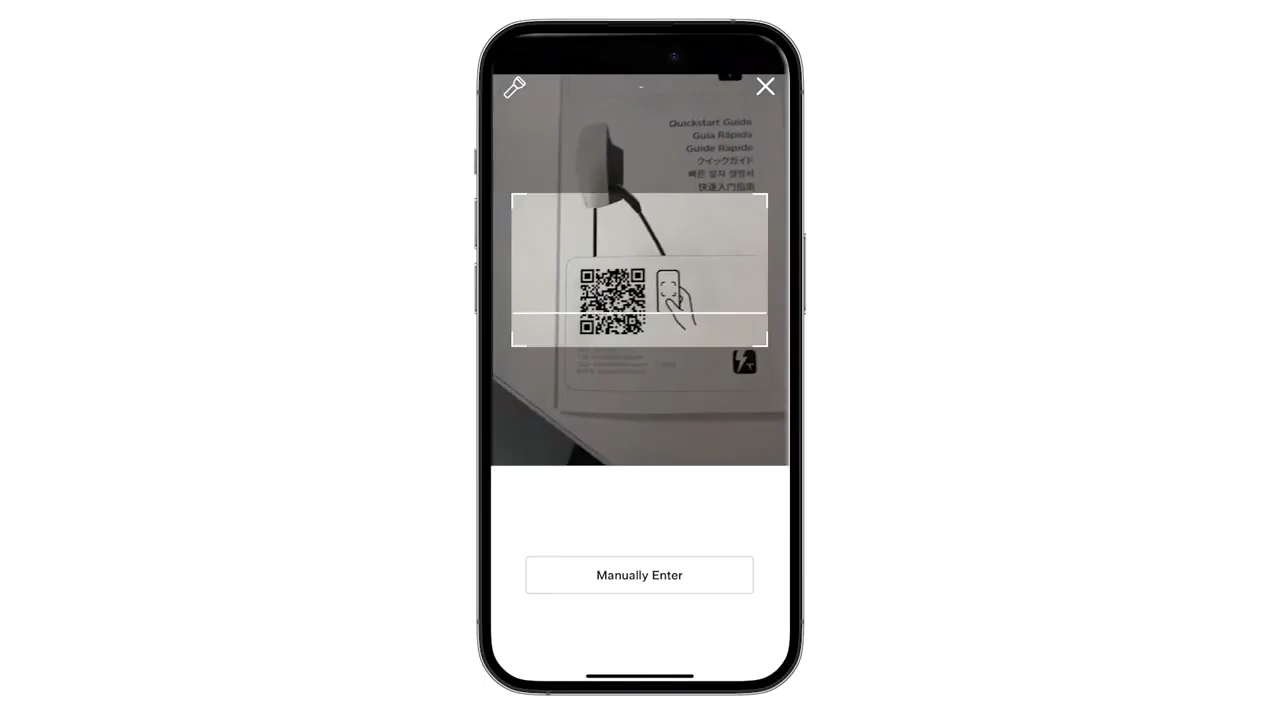 Quickstart Guide
Guía Rápida
Guide Rapide
クイックガイド
빠른 설치 설명서
快速入门指南
Manually Enter